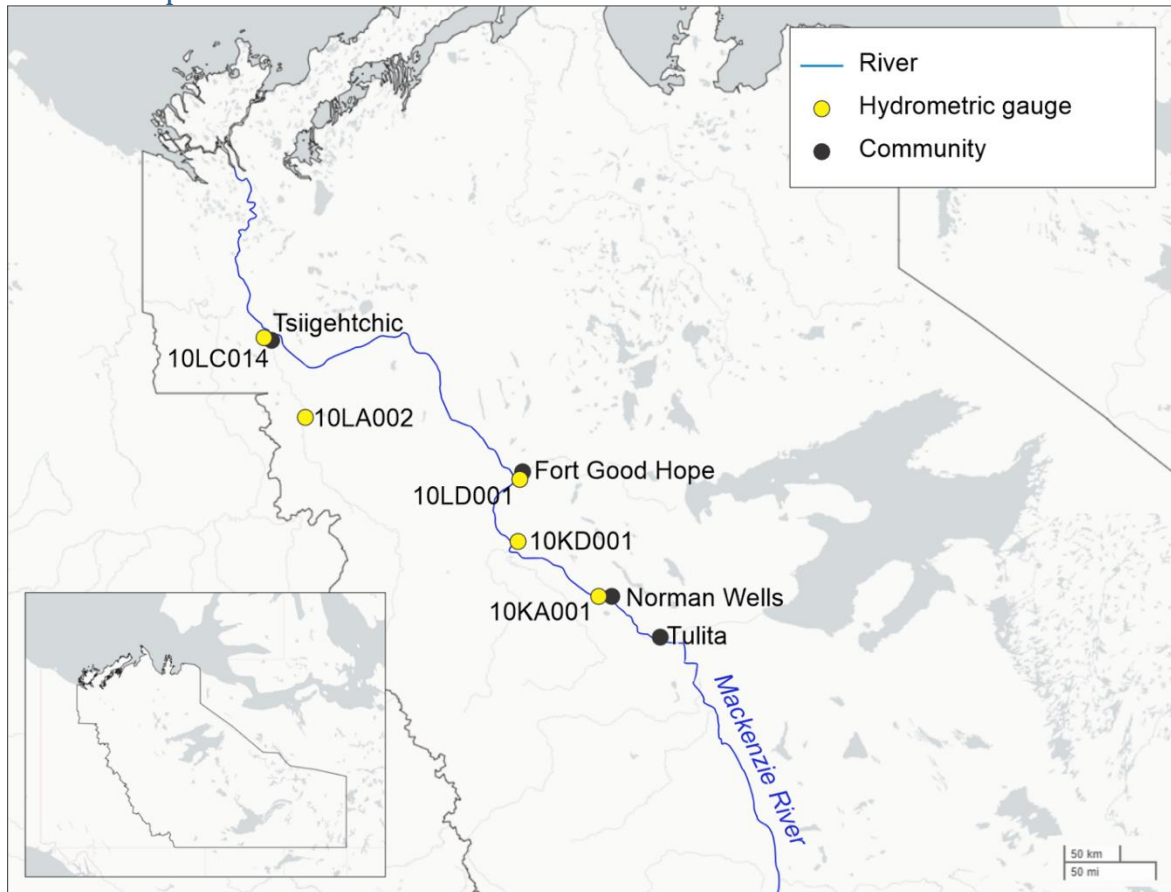 River
Hydrometric gauge
Community
Tsiigehtchic
10LC014
10LA002
Fort Good Hope
10LD001
10KD001
10KA001
Norman Wells
Tulita
Mackenzie River
50 km
50 mi